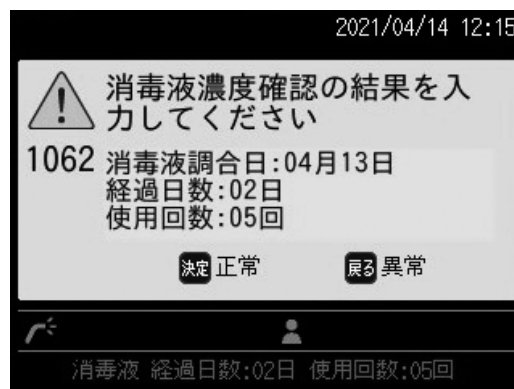 2021/04/14 12:15
消毒液濃度確認の結果を入
力してください
1062
消毒液調合日:04月13日
経過日数:02日
使用回数:05回
決定 正常 戻る 異常
消毒液 経過日数:02日 使用回数:05回